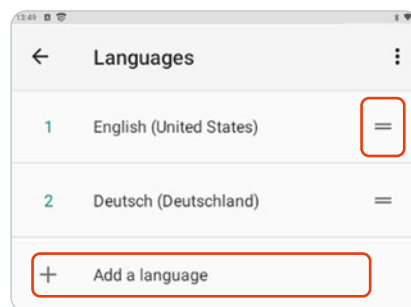 13:49
Languages
1 English (United States)
2 Deutsch (Deutschland)
Add a language